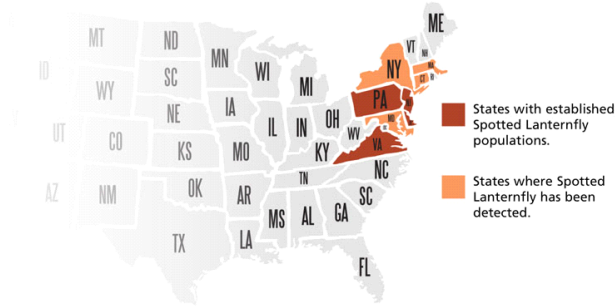 ME
MT
ND
VT
NH
MN
ID
SC
WI
NY
MA
CT
RI
WY
MI
PA
IA
NE
OH
States with established
Spotted Lanternfly
populations.
IL
IN
MD
UT
CO
WV
VA
KS
MO
KY
NC
TN
States where Spotted
Lanternfly has been
detected.
AZ
NM
OK
AR
SC
MS
AL
GA
TX
LA
FL